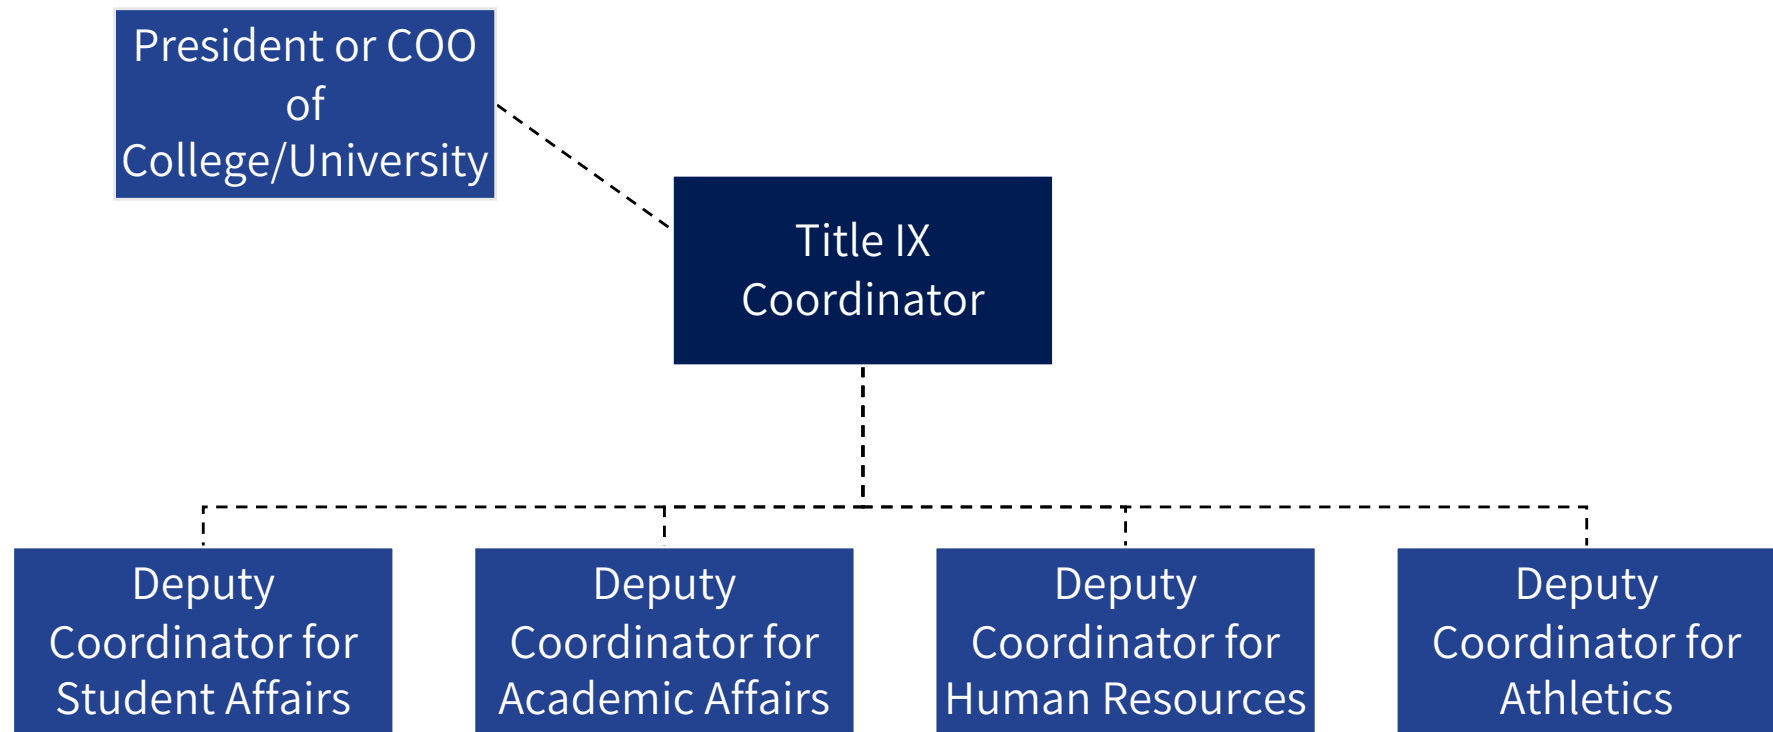 President or COO
of
College/University
Title IX
Coordinator
Deputy
Coordinator for
Student Affairs
Deputy
Coordinator for
Academic Affairs
Deputy
Coordinator for
Human Resources
Deputy
Coordinator for
Athletics